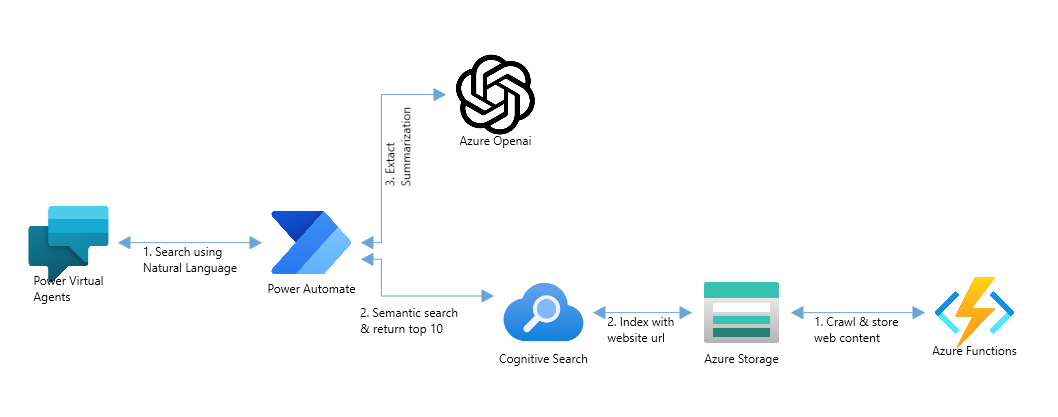 Azure Openai
3. Extact
Summarization
1. Search using
Natural Language
Power Virtual
Agents
Power Automate
2. Semantic search
& return top 10
Cognitive Search
2. Index with
website url
Azure Storage
1. Crawl & store
web content
Azure Functions